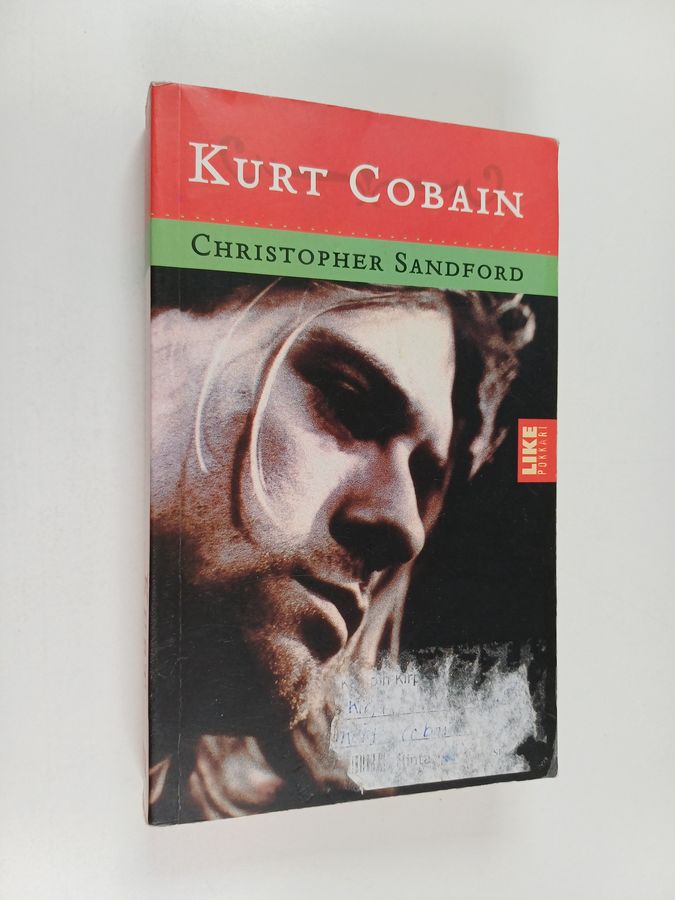 KURT COBAIN
CHRISTOPHER SANDFORD
LIKE
POKKARI